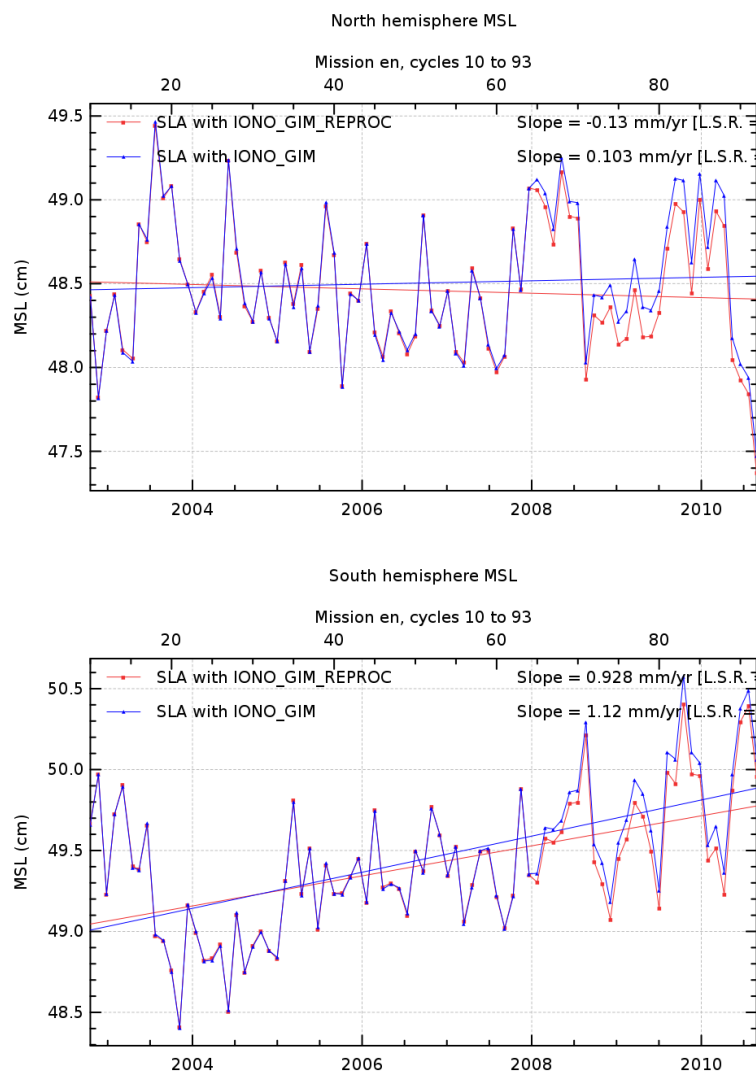 North hemisphere MSL
Mission en, cycles 10 to 93
20 40 60 80
49.5
SLA with IONO_GIM_REPROC Slope = -0.13 mm/yr [L.S.R. =
SLA with IONO_GIM Slope = 0.103 mm/yr [L.S.R. =
49.0
48.5
MSL (cm)
48.0
47.5
2004 2006 2008 2010
South hemisphere MSL
Mission en, cycles 10 to 93
20 40 60 80
SLA with IONO_GIM_REPROC Slope = 0.928 mm/yr [L.S.R. =
50.5
SLA with IONO_GIM Slope = 1.12 mm/yr [L.S.R. =
50.0
MSL (cm)
49.5
49.0
48.5
2004 2006 2008 2010